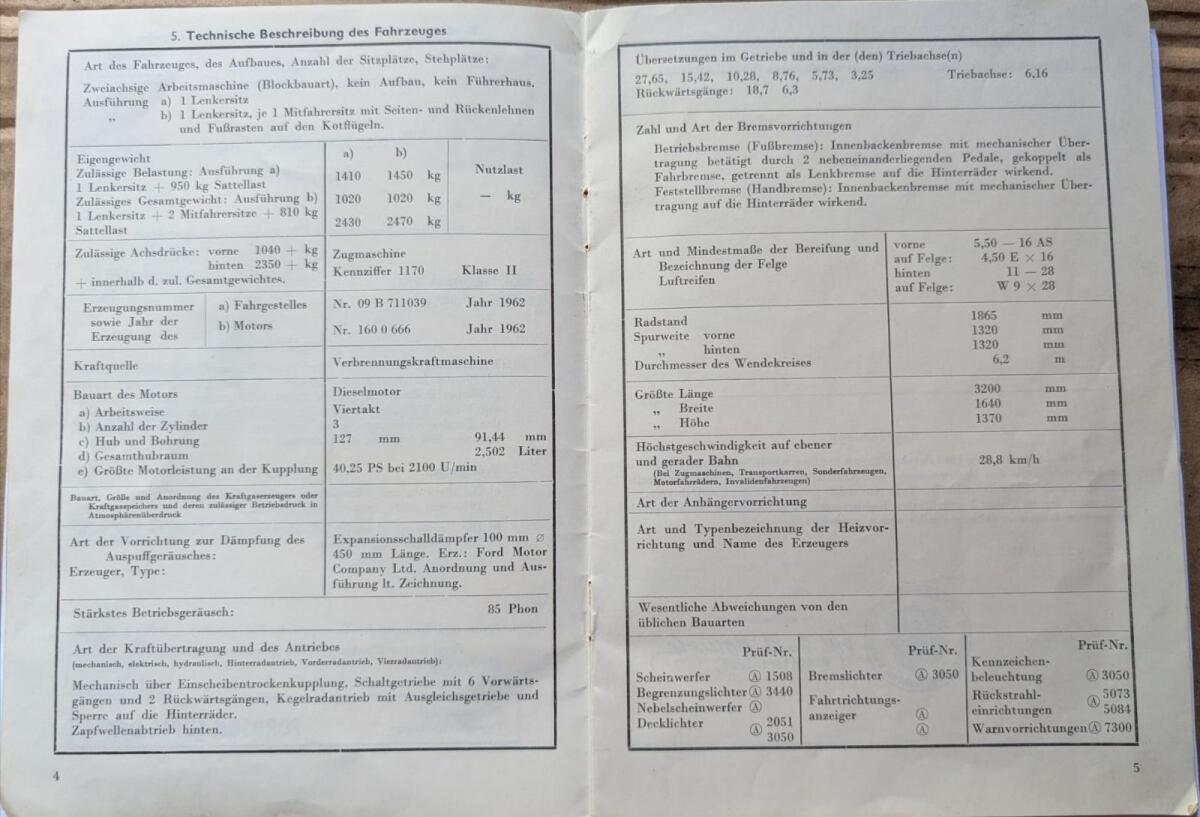 5. Technische Beschreibung des Fahrzeuges
Art des Fahrzeuges, des Aufbaues, Anzahl der Sitzplätze, Stehplätze:
Zweiachsige Arbeitsmaschine (Blockbauart), kein Aufbau, kein Führerhaus,
Ausführung a) 1 Lenkersitz
„ b) 1 Lenkersitz, je 1 Mitfahrersitz mit Seiten- und Rückenlehnen
und Fußrasten auf den Kotflügeln.
a) b)
Eigengewicht 1410 1450 kg Nutzlast
Zulässige Belastung: Ausführung a)
1 Lenkersitz + 950 kg Sattellast 1020 1020 kg — kg
Zulässiges Gesamtgewicht: Ausführung b)
1 Lenkersitz + 2 Mitfahrersitze + 810 kg 2430 2470 kg
Sattellast
Zulässige Achsdrücke: vorne 1040 + kg Zugmaschine
hinten 2350 + kg Kennziffer 1170 Klasse II
+ innerhalb d. zul. Gesamtgewichtes.
Erzeugungsnummer a) Fahrgestelles Nr. 09 B 711039 Jahr 1962
sowie Jahr der
Erzeugung des b) Motors Nr. 160 0 666 Jahr 1962
Kraftquelle Verbrennungskraftmaschine
Bauart des Motors Dieselmotor
a) Arbeitsweise Viertakt
b) Anzahl der Zylinder 3
c) Hub und Bohrung 127 mm 91,44 mm
d) Gesamthubraum 2,502 Liter
e) Größte Motorleistung an der Kupplung 40,25 PS bei 2100 U/min
Bauart, Größe und Anordnung des Kraftgaserzeugers oder
Kraftgasspeichers und deren zulässiger Betriebsdruck in
Atmosphärenüberdruck
Art der Vorrichtung zur Dämpfung des Expansionsschalldämpfer 100 mm ⌀
Auspuffgeräusches: 450 mm Länge. Erz.: Ford Motor
Erzeuger, Type: Company Ltd. Anordnung und Aus-
führung lt. Zeichnung.
Stärkstes Betriebsgeräusch: 85 Phon
Art der Kraftübertragung und des Antriebes
(mechanisch, elektrisch, hydraulisch, Hinterradantrieb, Vorderradantrieb, Vierradantrieb):
Mechanisch über Einscheibentrockenkupplung, Schaltgetriebe mit 6 Vorwärts-
gängen und 2 Rückwärtsgängen, Kegelradantrieb mit Ausgleichsgetriebe und
Sperre auf die Hinterräder.
Zapfwellenabtrieb hinten.
4
Übersetzungen im Getriebe und in der (den) Triebachse(n)
27,65, 15,42, 10,28, 8,76, 5,73, 3,25 Triebachse: 6,16
Rückwärtsgänge: 18,7 6,3
Zahl und Art der Bremsvorrichtungen
Betriebsbremse (Fußbremse): Innenbackenbremse mit mechanischer Über-
tragung betätigt durch 2 nebeneinanderliegenden Pedale, gekoppelt als
Fahrbremse, getrennt als Lenkbremse auf die Hinterräder wirkend.
Feststellbremse (Handbremse): Innenbackenbremse mit mechanischer Über-
tragung auf die Hinterräder wirkend.
Art und Mindestmaße der Bereifung und vorne 5,50 — 16 AS
Bezeichnung der Felge auf Felge: 4,50 E × 16
Luftreifen hinten 11 — 28
auf Felge: W 9 × 28
Radstand 1865 mm
Spurweite vorne 1320 mm
„ hinten 1320 mm
Durchmesser des Wendekreises 6,2 m
Größte Länge 3200 mm
„ Breite 1640 mm
„ Höhe 1370 mm
Höchstgeschwindigkeit auf ebener
und gerader Bahn 28,8 km/h
(Bei Zugmaschinen, Transportkarren, Sonderfahrzeugen,
Motorfahrrädern, Invalidenfahrzeugen)
Art der Anhängervorrichtung
Art und Typenbezeichnung der Heizvor-
richtung und Name des Erzeugers
Wesentliche Abweichungen von den
üblichen Bauarten
Prüf-Nr.
Scheinwerfer Ⓐ 1508
Begrenzungslichter Ⓐ 3440
Nebelscheinwerfer Ⓐ
Decklichter Ⓐ 2051
3050
Prüf-Nr.
Bremslichter Ⓐ 3050
Fahrtrichtungs-
anzeiger Ⓐ
Ⓐ
Prüf-Nr.
Kennzeichen-
beleuchtung Ⓐ 3050
Rückstrahl- 5073
einrichtungen Ⓐ 5084
Warnvorrichtungen Ⓐ 7300
5